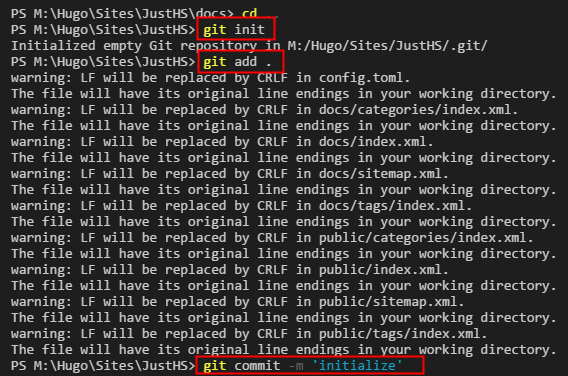 PS M:\Hugo\Sites\JustHS\docs> cd ..
PS M:\Hugo\Sites\JustHS> git init
Initialized empty Git repository in M:/Hugo/Sites/JustHS/.git/
PS M:\Hugo\Sites\JustHS> git add .
warning: LF will be replaced by CRLF in config.toml.
The file will have its original line endings in your working directory.
warning: LF will be replaced by CRLF in docs/categories/index.xml.
The file will have its original line endings in your working directory.
warning: LF will be replaced by CRLF in docs/index.xml.
The file will have its original line endings in your working directory.
warning: LF will be replaced by CRLF in docs/sitemap.xml.
The file will have its original line endings in your working directory.
warning: LF will be replaced by CRLF in docs/tags/index.xml.
The file will have its original line endings in your working directory.
warning: LF will be replaced by CRLF in public/categories/index.xml.
The file will have its original line endings in your working directory.
warning: LF will be replaced by CRLF in public/index.xml.
The file will have its original line endings in your working directory.
warning: LF will be replaced by CRLF in public/sitemap.xml.
The file will have its original line endings in your working directory.
warning: LF will be replaced by CRLF in public/tags/index.xml.
The file will have its original line endings in your working directory.
PS M:\Hugo\Sites\JustHS> git commit -m 'initialize'